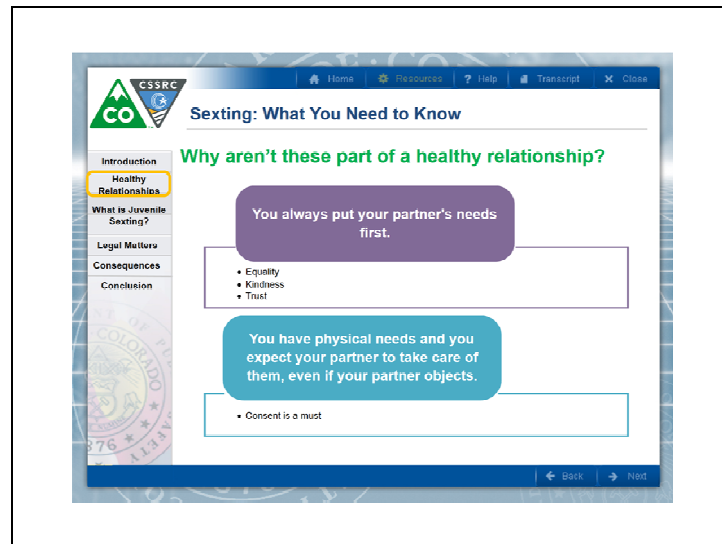 CSSRC
CO
Home
Resources
? Help
Transcript
Close
Sexting: What You Need to Know
Introduction
Healthy
Relationships
What is Juvenile
Sexting?
Legal Matters
Consequences
Conclusion
Why aren't these part of a healthy relationship?
You always put your partner's needs
first.
• Equality
• Kindness
• Trust
You have physical needs and you
expect your partner to take care of
them, even if your partner objects.
• Consent is a must
COLORADO
SAFETY
Back
Next